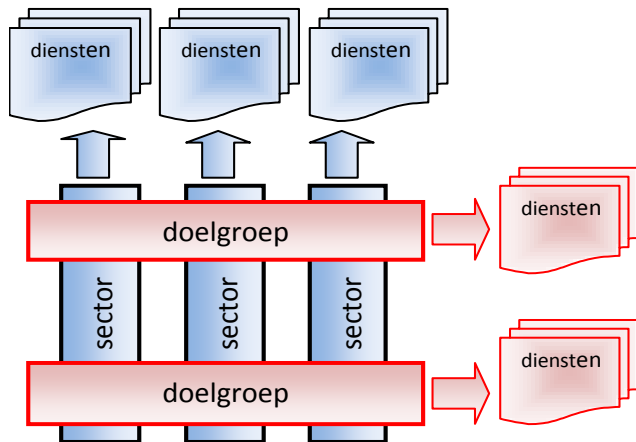 diensten
diensten
diensten
diensten
doelgroep
sector
sector
sector
diensten
doelgroep